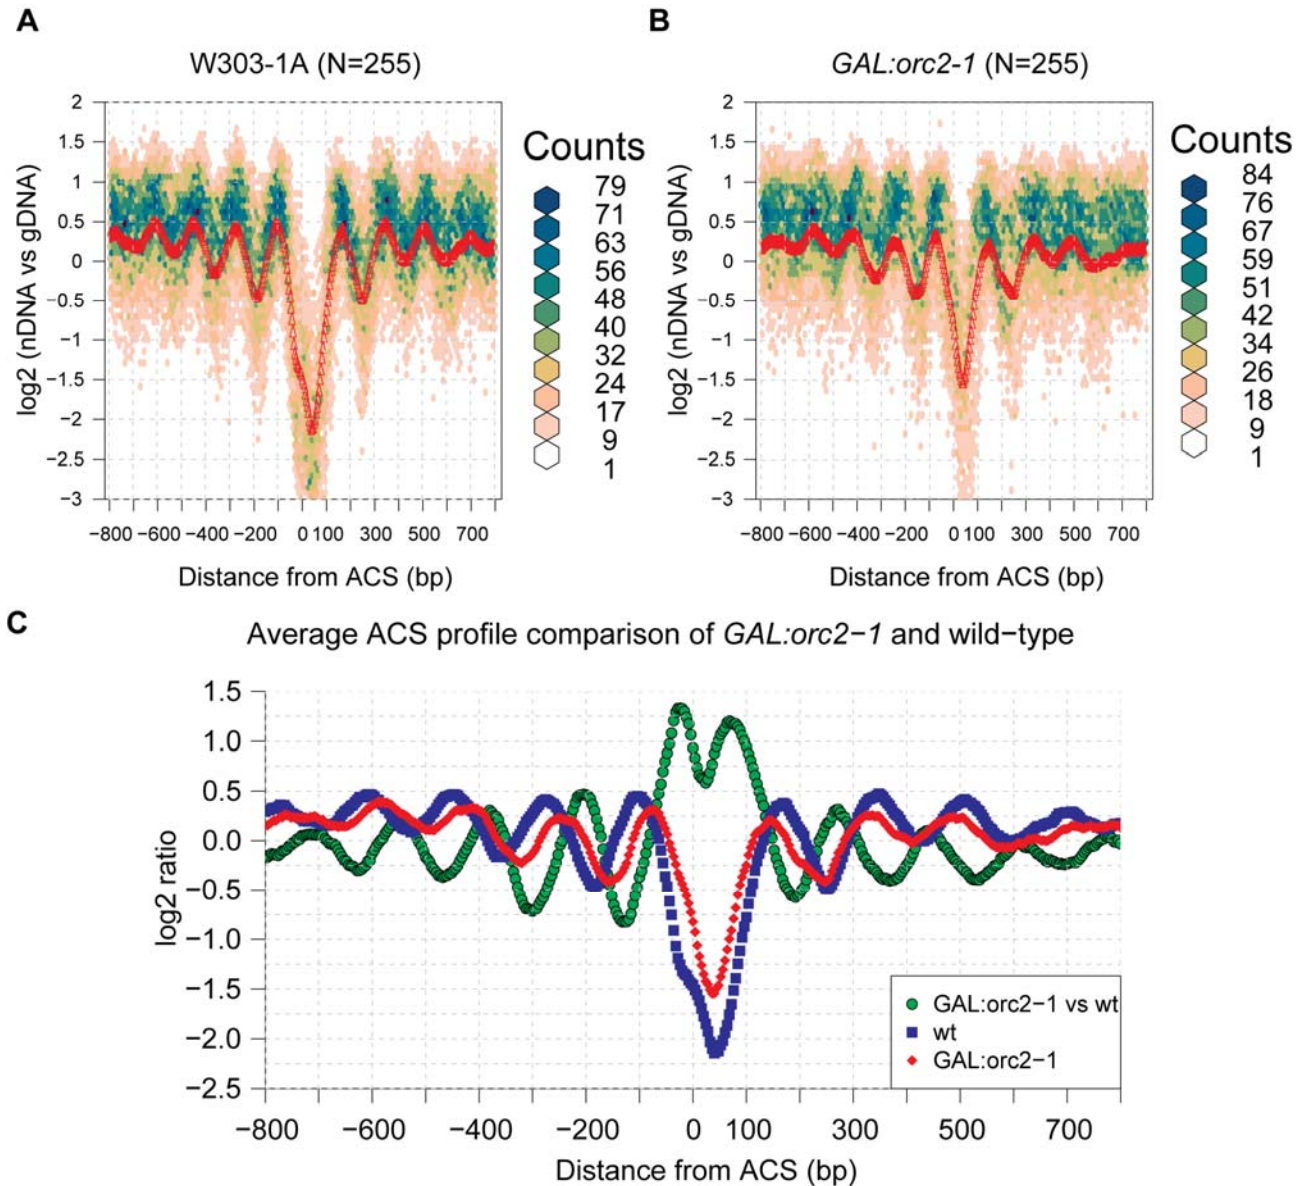 A
W303-1A (N=255)
log2 (nDNA vs gDNA)
2
1.5
1
0.5
0
−0.5
−1
−1.5
−2
−2.5
−3
−800 −600 −400 −200 0 100 300 500 700
Distance from ACS (bp)
Counts
79
71
63
56
48
40
32
24
17
9
1
B
GAL:orc2-1 (N=255)
log2 (nDNA vs gDNA)
2
1.5
1
0.5
0
−0.5
−1
−1.5
−2
−2.5
−3
−800 −600 −400 −200 0 100 300 500 700
Distance from ACS (bp)
Counts
84
76
67
59
51
42
34
26
18
9
1
C
Average ACS profile comparison of GAL:orc2−1 and wild−type
log2 ratio
1.5
1.0
0.5
0.0
−0.5
−1.0
−1.5
−2.0
−2.5
−800 −600 −400 −200 0 100 300 500 700
Distance from ACS (bp)
GAL:orc2−1 vs wt
wt
GAL:orc2−1